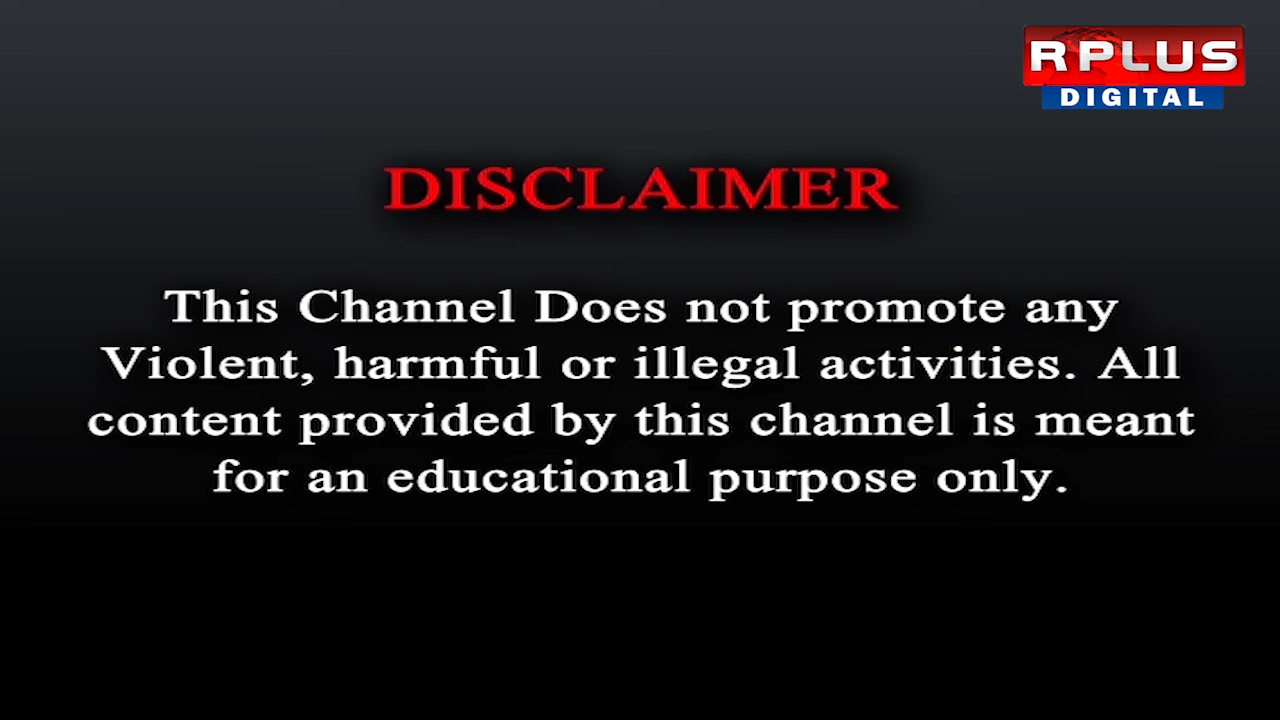 RPLUS
DIGITAL
DISCLAIMER
This Channel Does not promote any
Violent, harmful or illegal activities. All
content provided by this channel is meant
for an educational purpose only.